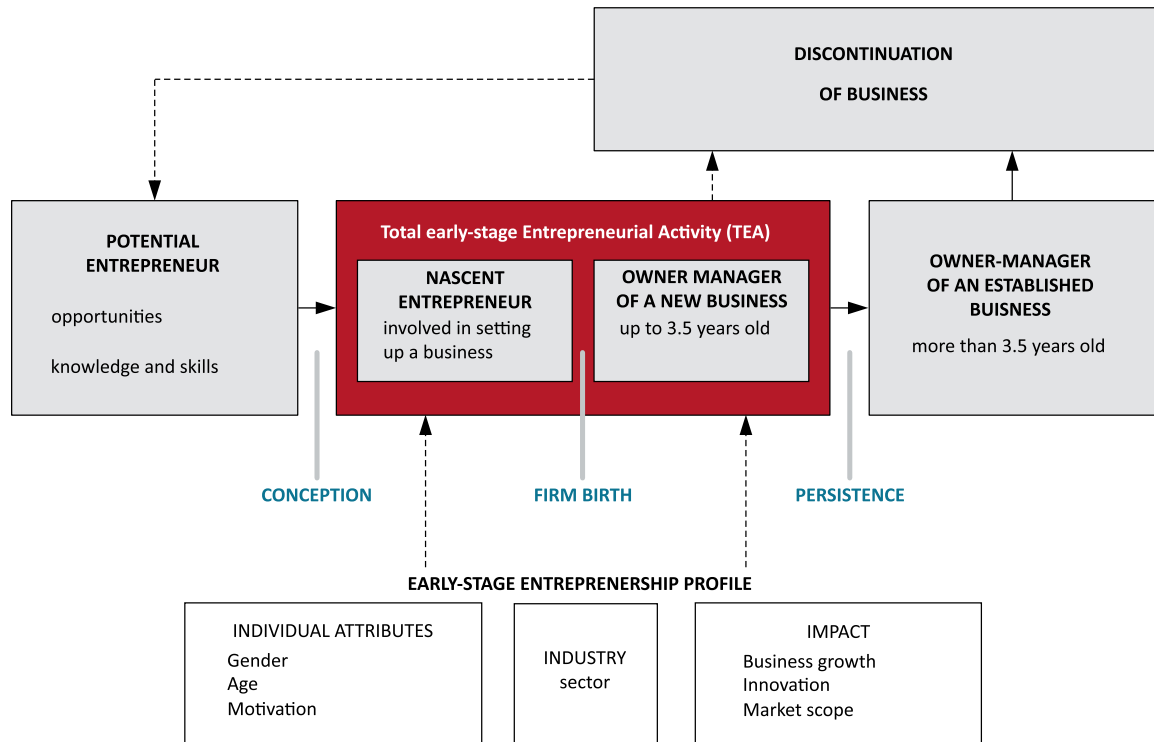 DISCONTINUATION
OF BUSINESS
POTENTIAL
ENTREPRENEUR
opportunities
knowledge and skills
Total early-stage Entrepreneurial Activity (TEA)
NASCENT
ENTREPRENEUR
involved in setting
up a business
OWNER MANAGER
OF A NEW BUSINESS
up to 3.5 years old
OWNER-MANAGER
OF AN ESTABLISHED
BUISNESS
more than 3.5 years old
CONCEPTION
FIRM BIRTH
PERSISTENCE
EARLY-STAGE ENTREPRENERSHIP PROFILE
INDIVIDUAL ATTRIBUTES
Gender
Age
Motivation
INDUSTRY
sector
IMPACT
Business growth
Innovation
Market scope